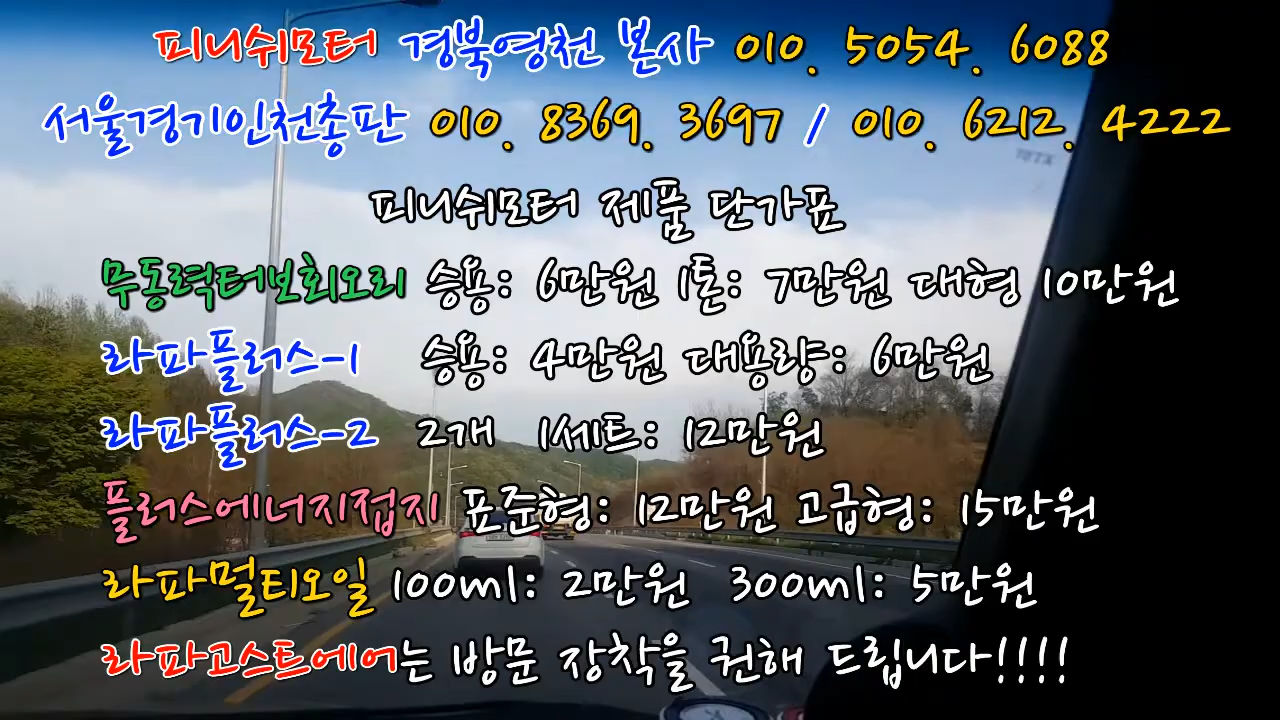 피니쉬모터 경북영천 본사 010. 5054. 6088
서울경기인천총판 010. 8369. 3697 / 010. 6212. 4222
피니쉬모터 제품 단가표
무동력터보회오리 승용: 6만원 1톤: 7만원 대형 10만원
라파플러스-1 승용: 4만원 대용량: 6만원
라파플러스-2 2개 1세트: 12만원
플러스에너지접지 표준형: 12만원 고급형: 15만원
라파멀티오일 100ml: 2만원 300ml: 5만원
라파고스트에어는 방문 장착을 권해 드립니다!!!!